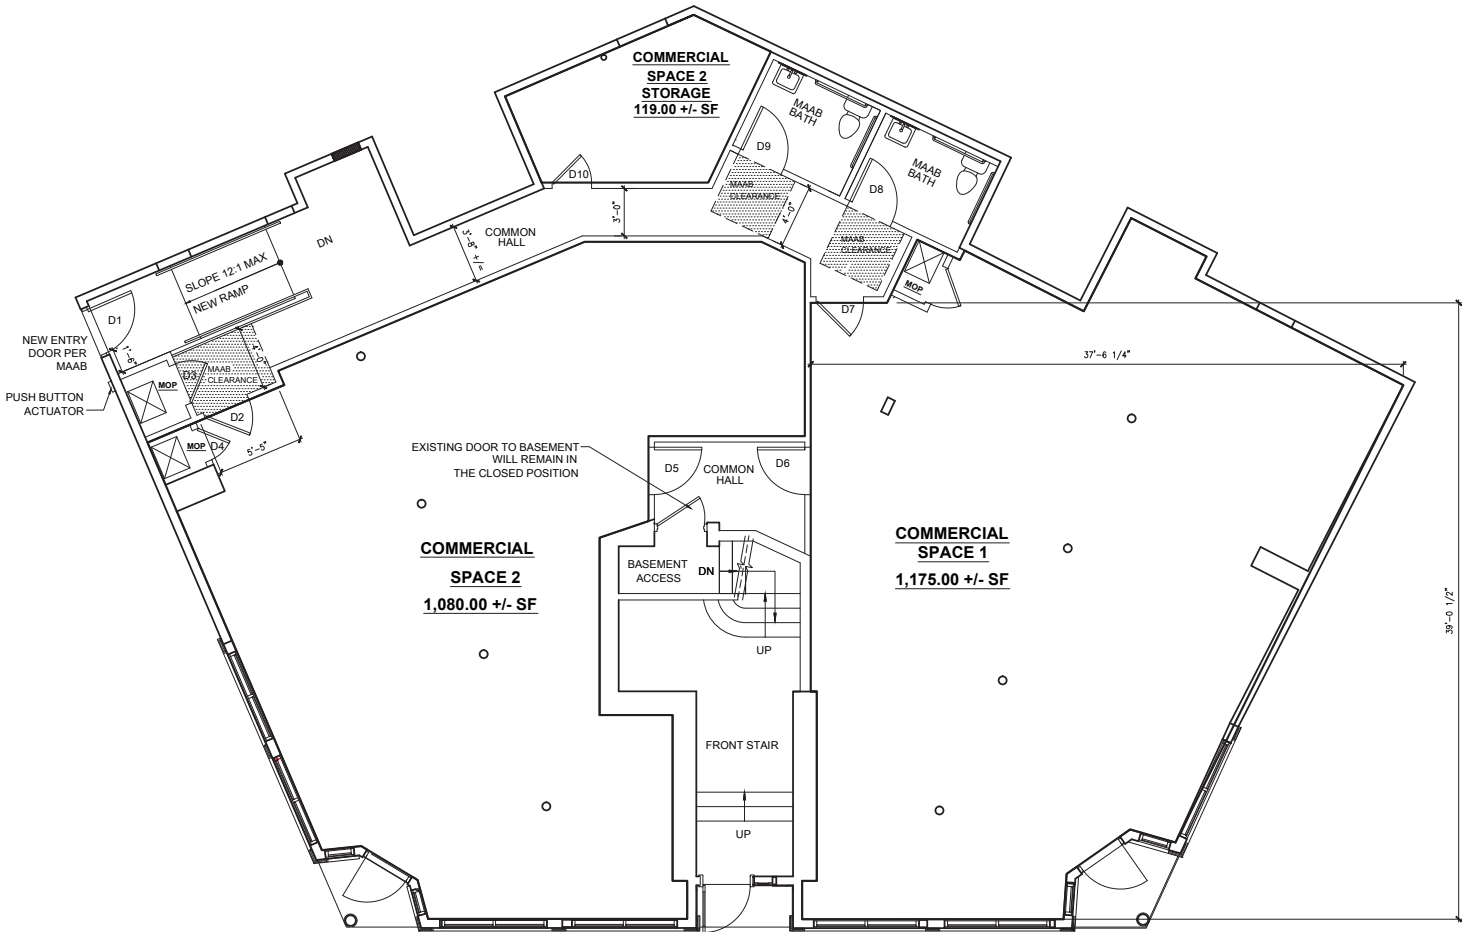 COMMERCIAL
SPACE 2
STORAGE
119.00 +/- SF
MAAB
BATH
D9
D10
MAAB
BATH
D8
MAAB
CLEARANCE
3'-0"
4'-0"
MAAB
CLEARANCE
DN
COMMON
HALL
3'-8" +/=
SLOPE 12:1 MAX
NEW RAMP
MOP
D7
D1
NEW ENTRY
DOOR PER
MAAB
1'-6"
4'-0"
37'-6 1/4"
D3
MAAB
CLEARANCE
MOP
PUSH BUTTON
ACTUATOR
D2
MOP
D4
5'-5"
EXISTING DOOR TO BASEMENT
WILL REMAIN IN
THE CLOSED POSITION
D5
COMMON
HALL
D6
COMMERCIAL
SPACE 2
1,080.00 +/- SF
BASEMENT
ACCESS
DN
COMMERCIAL
SPACE 1
1,175.00 +/- SF
39'-0 1/2"
UP
FRONT STAIR
UP